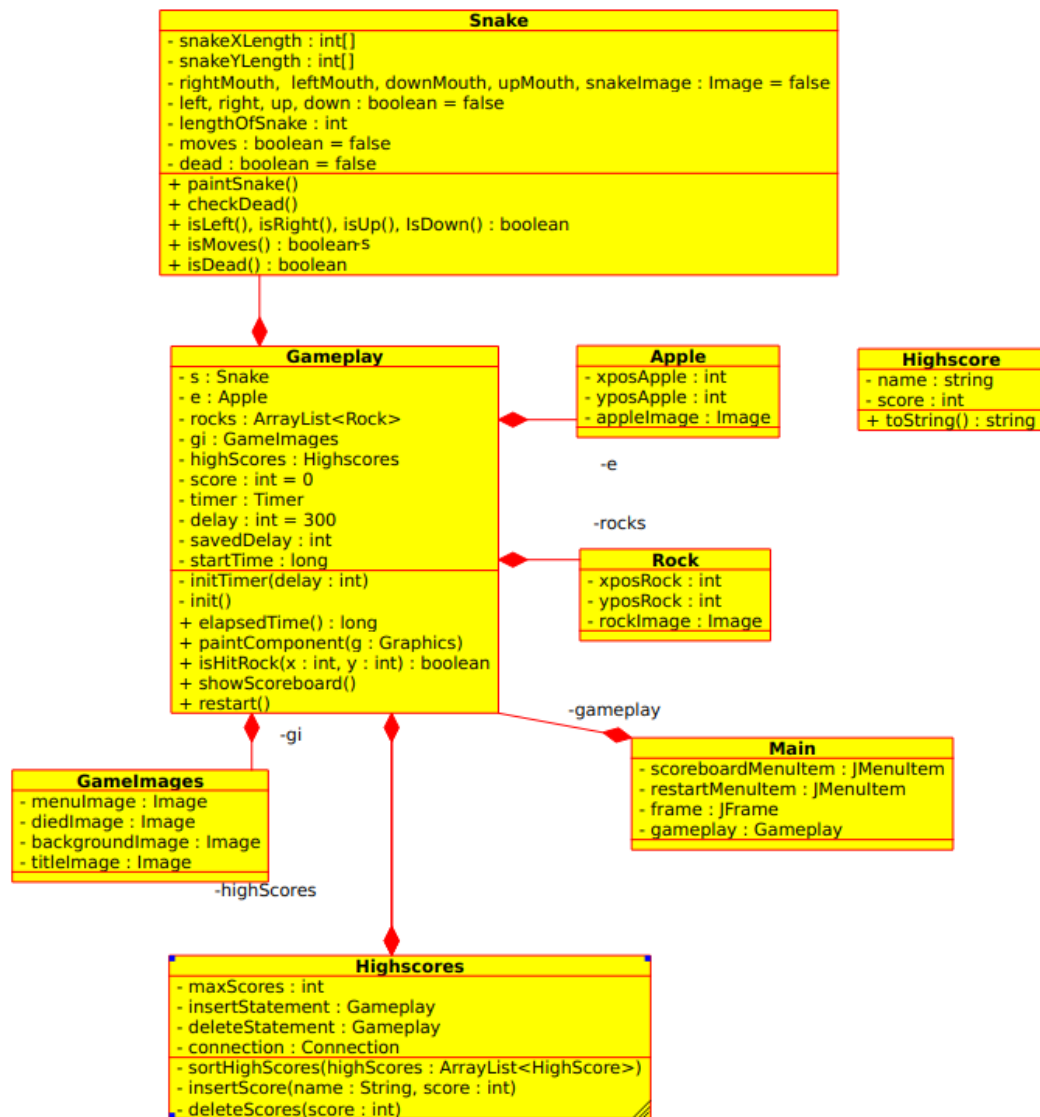 Snake
- snakeXLength : int[]
- snakeYLength : int[]
- rightMouth,  leftMouth, downMouth, upMouth, snakeImage : Image = false
- left, right, up, down : boolean = false
- lengthOfSnake : int
- moves : boolean = false
- dead : boolean = false
+ paintSnake()
+ checkDead()
+ isLeft(), isRight(), isUp(), IsDown() : boolean
+ isMoves() : boolean
-s
+ isDead() : boolean
Gameplay
- s : Snake
- e : Apple
- rocks : ArrayList<Rock>
- gi : GameImages
- highScores : Highscores
- score : int = 0
- timer : Timer
- delay : int = 300
- savedDelay : int
- startTime : long
- initTimer(delay : int)
- init()
+ elapsedTime() : long
+ paintComponent(g : Graphics)
+ isHitRock(x : int, y : int) : boolean
+ showScoreboard()
+ restart()
Apple
- xposApple : int
- yposApple : int
- appleImage : Image
Highscore
- name : string
- score : int
+ toString() : string
-e
-rocks
Rock
- xposRock : int
- yposRock : int
- rockImage : Image
-gameplay
-gi
Main
- scoreboardMenuItem : JMenuItem
- restartMenuItem : JMenuItem
- frame : JFrame
- gameplay : Gameplay
GameImages
- menuImage : Image
- diedImage : Image
- backgroundImage : Image
- titleImage : Image
-highScores
Highscores
- maxScores : int
- insertStatement : Gameplay
- deleteStatement : Gameplay
- connection : Connection
- sortHighScores(highScores : ArrayList<HighScore>)
- insertScore(name : String, score : int)
- deleteScores(score : int)